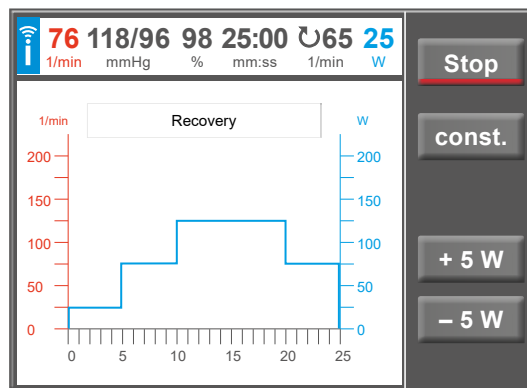 76 118/96 98 25:00 ↻65 25
1/min mmHg % mm:ss 1/min W
Stop
const.
+ 5 W
– 5 W
1/min Recovery W
200 200
150 150
100 100
50 50
0 0
0 5 10 15 20 25